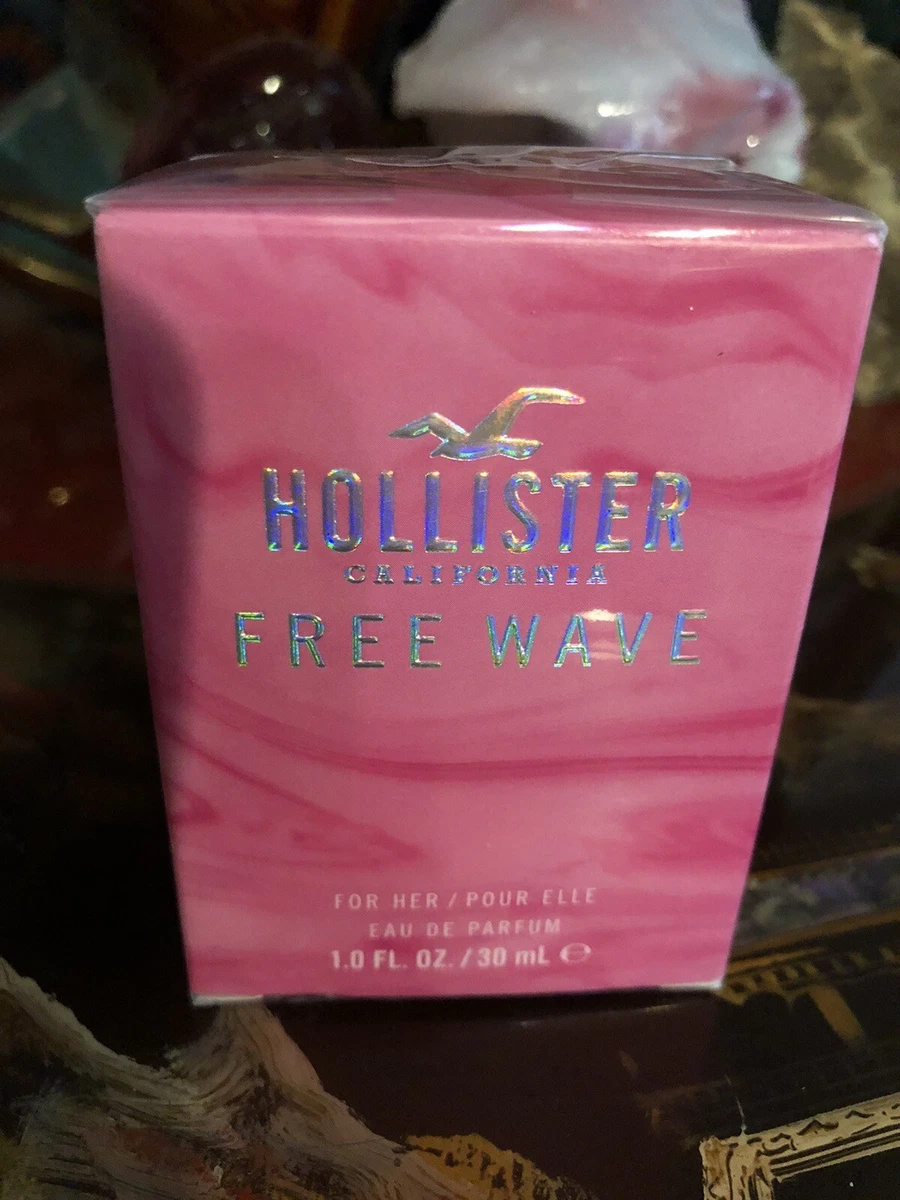 HOLLISTER
CALIFORNIA
FREE WAVE
FOR HER / POUR ELLE
EAU DE PARFUM
1.0 FL. OZ. / 30 mL ℮